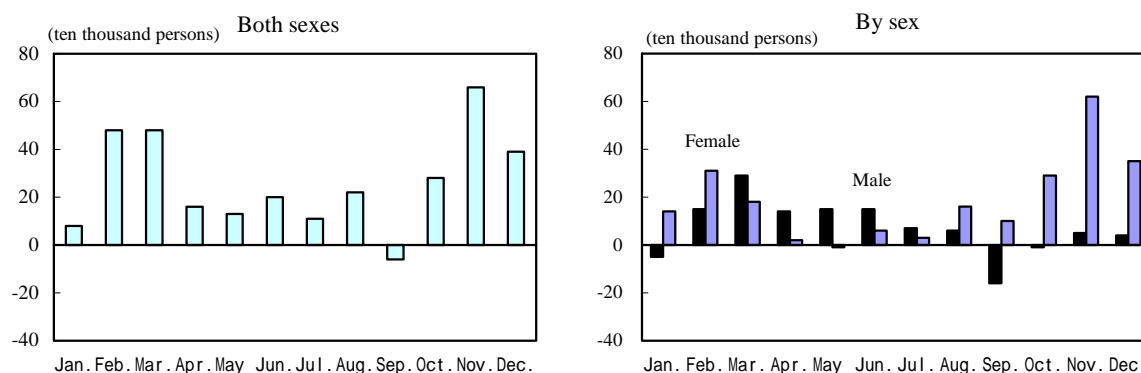 Both sexes
(ten thousand persons)
80
60
40
20
0
-20
-40
Jan. Feb. Mar. Apr. May Jun. Jul. Aug. Sep. Oct. Nov. Dec.
By sex
(ten thousand persons)
80
60
40
20
0
-20
-40
Female
Male
Jan. Feb. Mar. Apr. May Jun. Jul. Aug. Sep. Oct. Nov. Dec